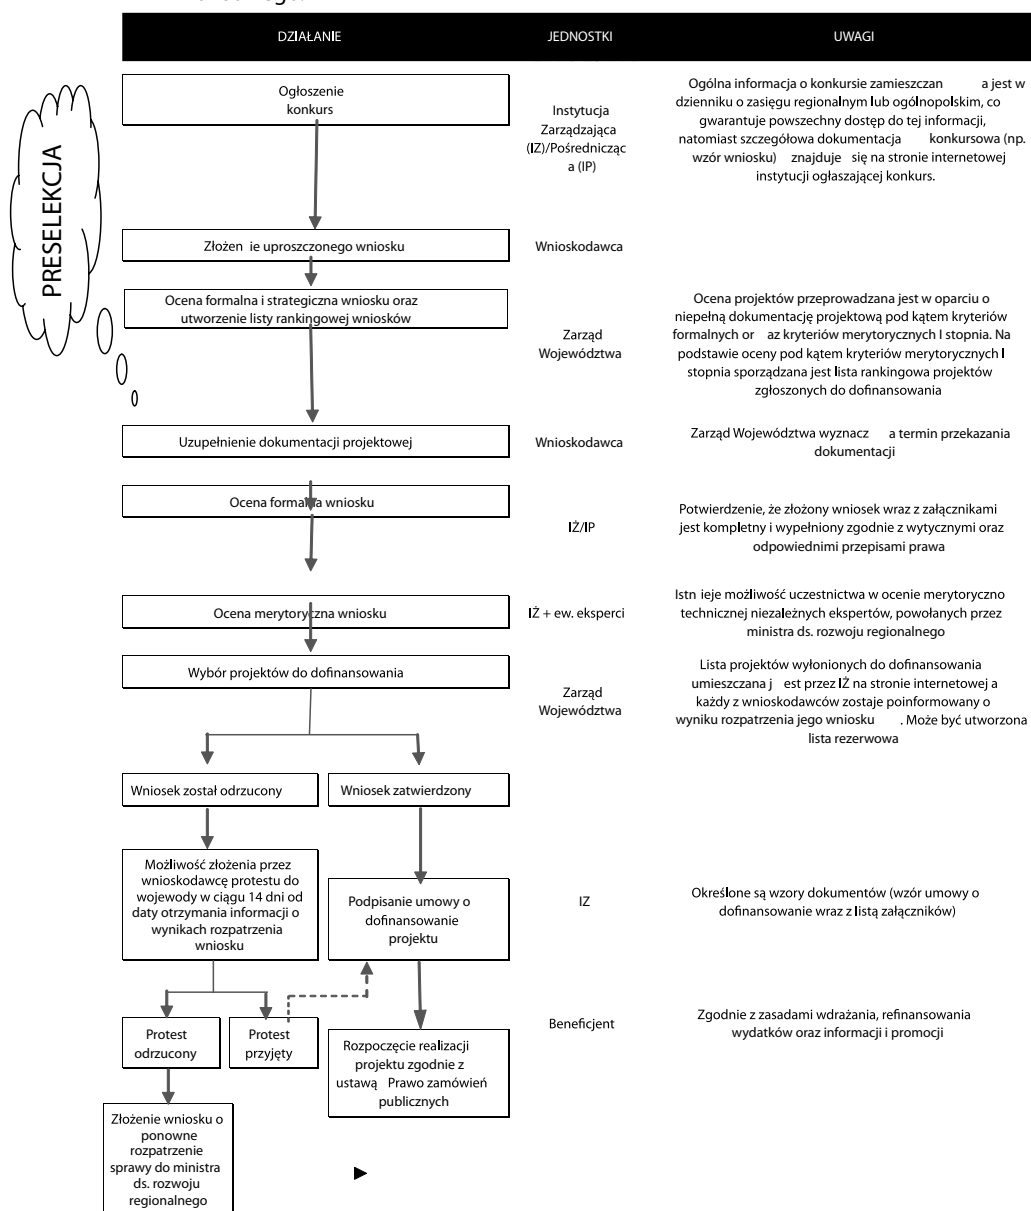 DZIAŁANIE JEDNOSTKI UWAGI
PRESELEKCJA
Ogłoszenie
konkurs
Instytucja
Zarządzająca
(IZ)/Pośrednicząc
a (IP)
Ogólna informacja o konkursie zamieszczan a jest w
dzienniku o zasięgu regionalnym lub ogólnopolskim, co
gwarantuje powszechny dostęp do tej informacji,
natomiast szczegółowa dokumentacja konkursowa (np.
wzór wniosku) znajduje się na stronie internetowej
instytucji ogłaszającej konkurs.
Złożen ie uproszczonego wniosku
Wnioskodawca
Ocena formalna i strategiczna wniosku oraz
utworzenie listy rankingowej wniosków
Zarząd
Województwa
Ocena projektów przeprowadzana jest w oparciu o
niepełną dokumentację projektową pod kątem kryteriów
formalnych or az kryteriów merytorycznych I stopnia. Na
podstawie oceny pod kątem kryteriów merytorycznych I
stopnia sporządzana jest lista rankingowa projektów
zgłoszonych do dofinansowania
Uzupełnienie dokumentacji projektowej
Wnioskodawca
Zarząd Województwa wyznacz a termin przekazania
dokumentacji
Ocena formalna wniosku
IŻ/IP
Potwierdzenie, że złożony wniosek wraz z załącznikami
jest kompletny i wypełniony zgodnie z wytycznymi oraz
odpowiednimi przepisami prawa
Ocena merytoryczna wniosku
IŻ + ew. eksperci
Istn ieje możliwość uczestnictwa w ocenie merytoryczno
technicznej niezależnych ekspertów, powołanych przez
ministra ds. rozwoju regionalnego
Wybór projektów do dofinansowania
Zarząd
Województwa
Lista projektów wyłonionych do dofinansowania
umieszczana j est przez IŻ na stronie internetowej a
każdy z wnioskodawców zostaje poinformowany o
wyniku rozpatrzenia jego wniosku . Może być utworzona
lista rezerwowa
Wniosek został odrzucony
Wniosek zatwierdzony
Możliwość złożenia przez
wnioskodawcę protestu do
wojewody w ciągu 14 dni od
daty otrzymania informacji o
wynikach rozpatrzenia
wniosku
Podpisanie umowy o
dofinansowanie
projektu
IZ
Określone są wzory dokumentów (wzór umowy o
dofinansowanie wraz z listą załączników)
Protest
odrzucony
Protest
przyjęty
Rozpoczęcie realizacji
projektu zgodnie z
ustawą Prawo zamówień
publicznych
Beneficjent
Zgodnie z zasadami wdrażania, refinansowania
wydatków oraz informacji i promocji
Złożenie wniosku o
ponowne
rozpatrzenie
sprawy do ministra
ds. rozwoju
regionalnego